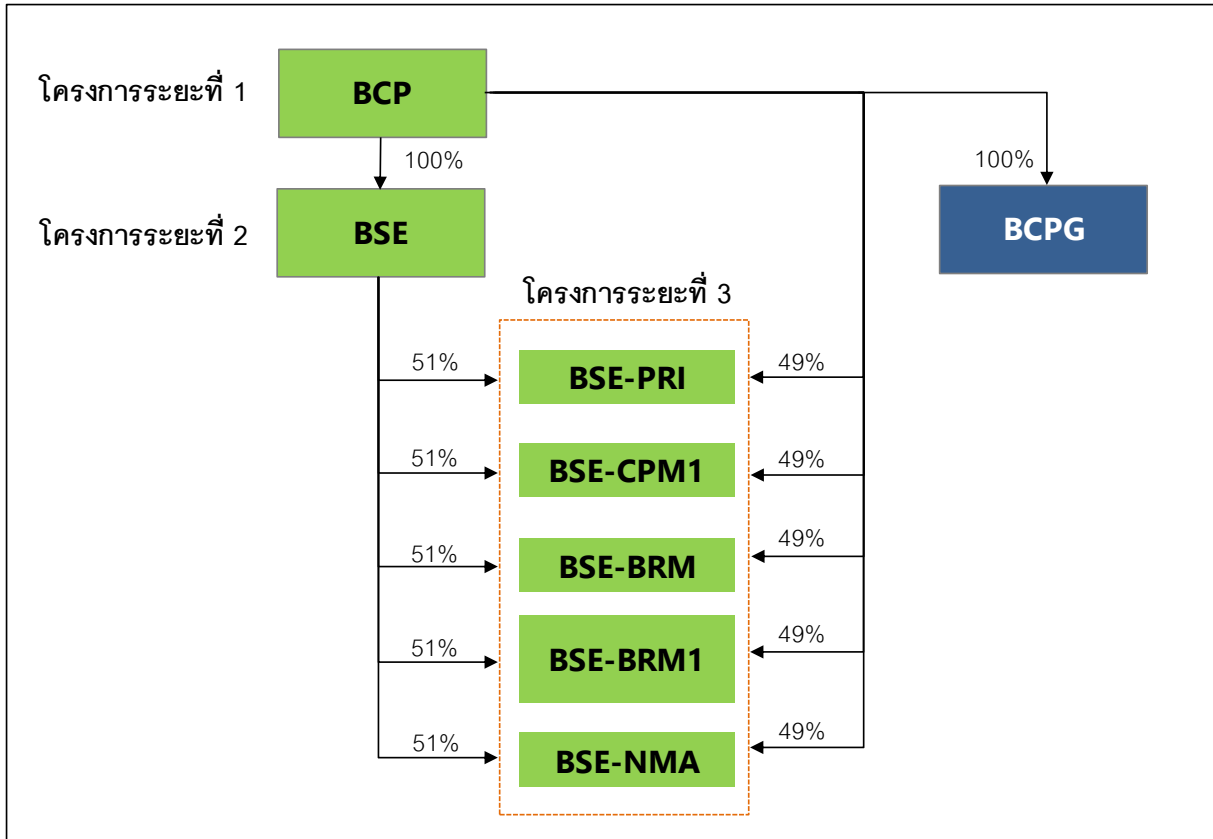 โครงการระยะที่ 1
BCP
100%
100%
โครงการระยะที่ 2
BSE
BCPG
โครงการระยะที่ 3
51%
BSE-PRI
49%
51%
BSE-CPM1
49%
51%
BSE-BRM
49%
51%
BSE-BRM1
49%
51%
BSE-NMA
49%